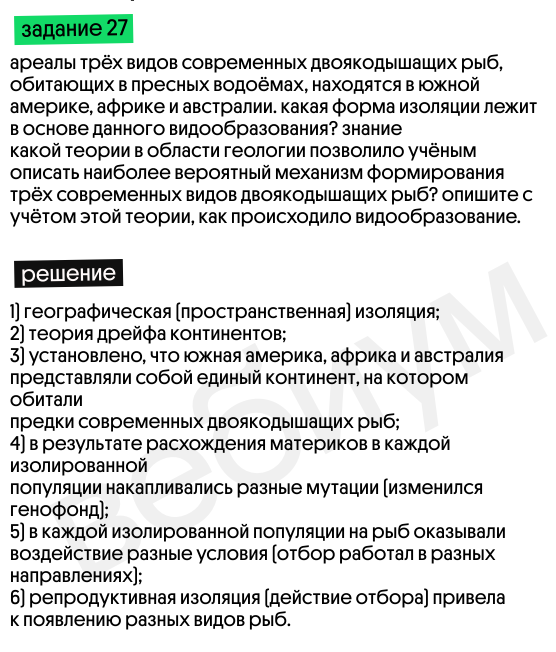 задание 27
ареалы трёх видов современных двоякодышащих рыб,
обитающих в пресных водоёмах, находятся в южной
америке, африке и австралии. какая форма изоляции лежит
в основе данного видообразования? знание
какой теории в области геологии позволило учёным
описать наиболее вероятный механизм формирования
трёх современных видов двоякодышащих рыб? опишите с
учётом этой теории, как происходило видообразование.
решение
1) географическая (пространственная) изоляция;
2) теория дрейфа континентов;
3) установлено, что южная америка, африка и австралия
представляли собой единый континент, на котором
обитали
предки современных двоякодышащих рыб;
4) в результате расхождения материков в каждой
изолированной
популяции накапливались разные мутации (изменился
генофонд);
5) в каждой изолированной популяции на рыб оказывали
воздействие разные условия (отбор работал в разных
направлениях);
6) репродуктивная изоляция (действие отбора) привела
к появлению разных видов рыб.
вебиум